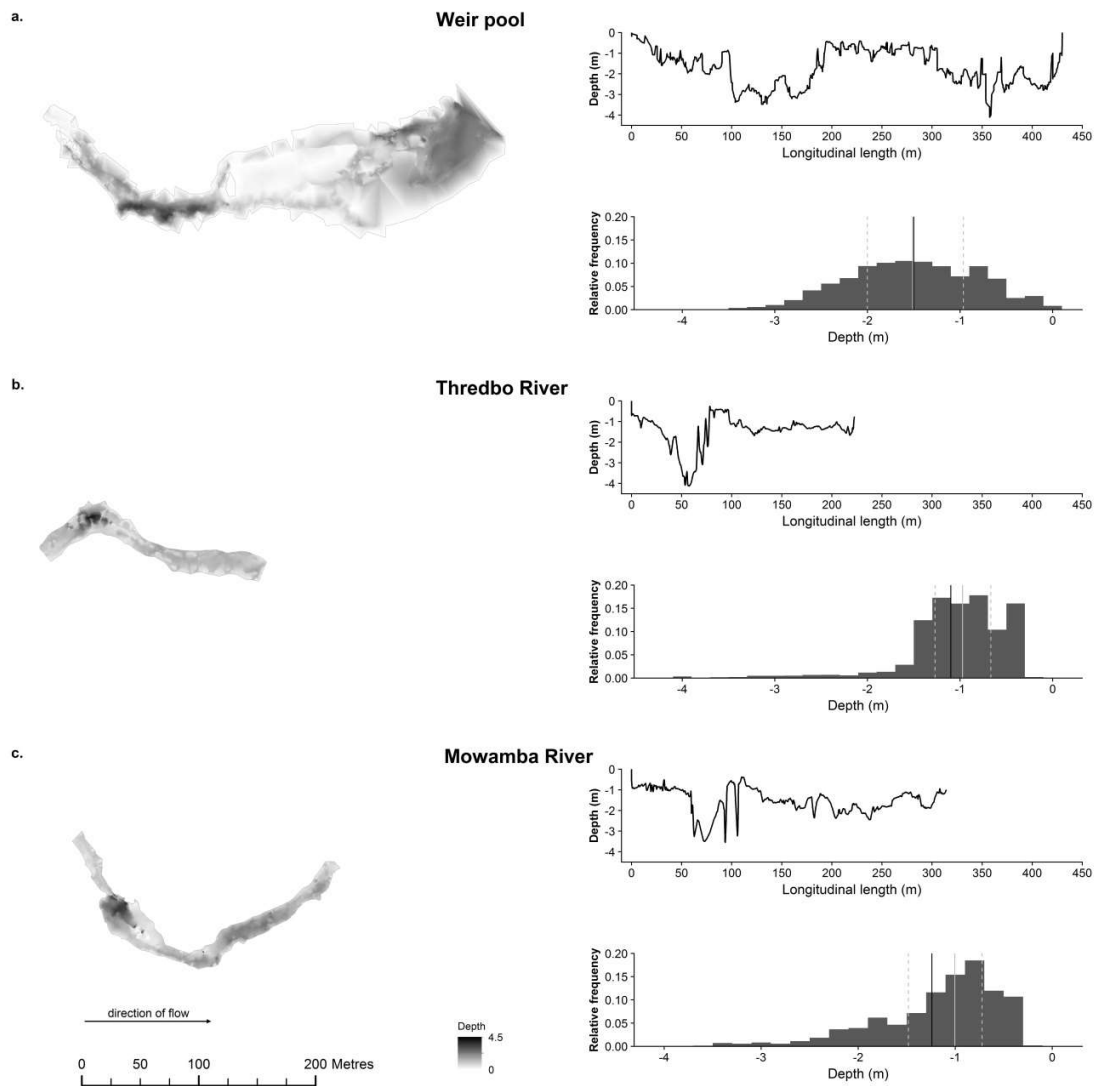 a.
Weir pool
Depth (m)
0
-1
-2
-3
-4
0 50 100 150 200 250 300 350 400 450
Longitudinal length (m)
Relative frequency
0.20
0.15
0.10
0.05
0.00
-4 -3 -2 -1 0
Depth (m)
b.
Thredbo River
Depth (m)
0
-1
-2
-3
-4
0 50 100 150 200 250 300 350 400 450
Longitudinal length (m)
Relative frequency
0.20
0.15
0.10
0.05
0.00
-4 -3 -2 -1 0
Depth (m)
c.
Mowamba River
Depth (m)
0
-1
-2
-3
-4
0 50 100 150 200 250 300 350 400 450
Longitudinal length (m)
Relative frequency
0.20
0.15
0.10
0.05
0.00
-4 -3 -2 -1 0
Depth (m)
direction of flow
Depth
4.5
0
0 100 200 Metres